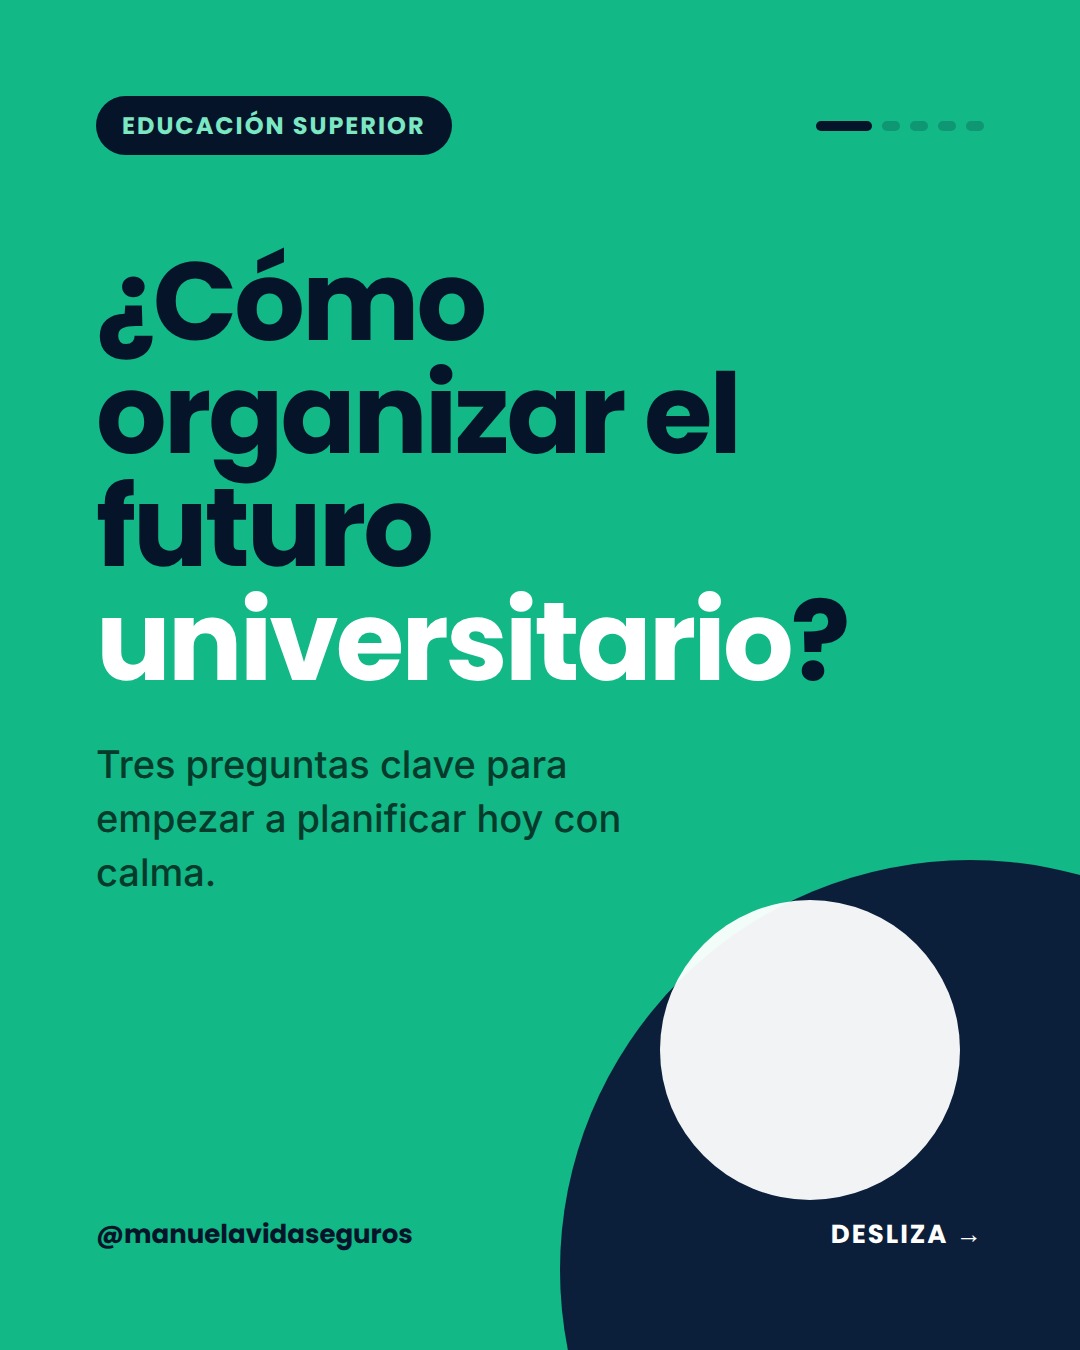 EDUCACIÓN SUPERIOR
¿Cómo
organizar el
futuro
universitario?
Tres preguntas clave para
empezar a planificar hoy con
calma.
@manuelavidaseguros
DESLIZA →